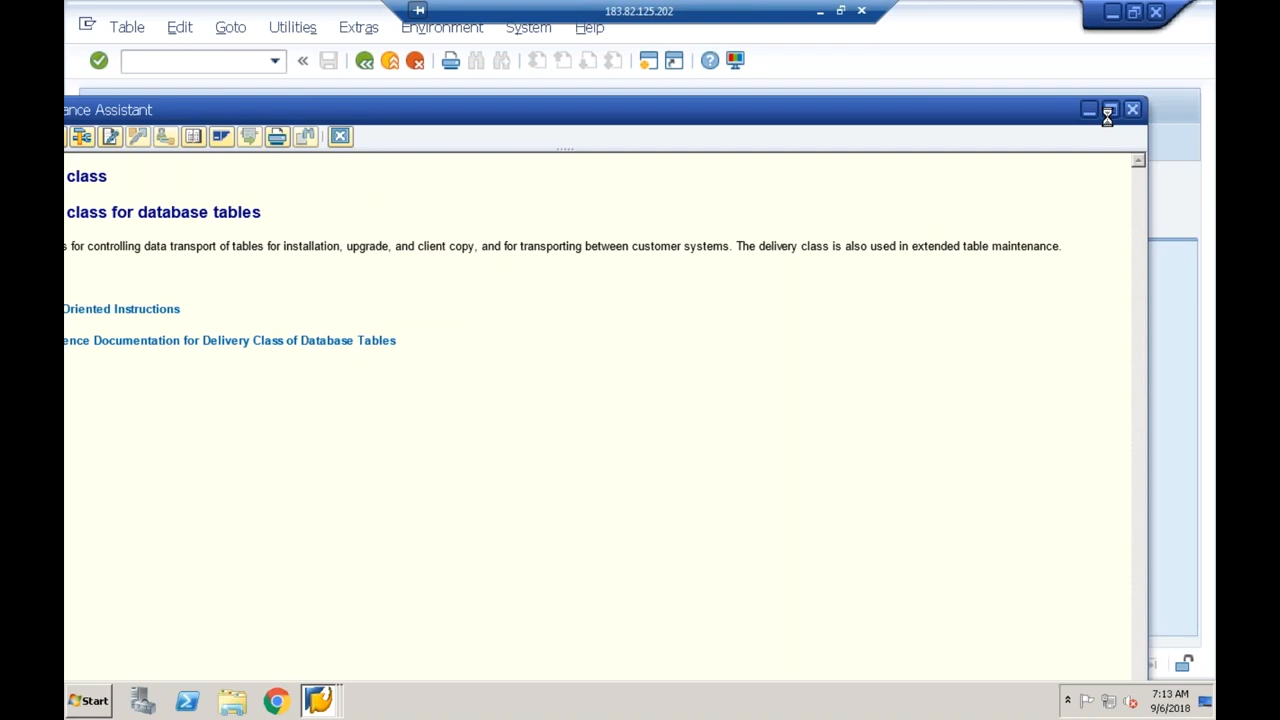 183.82.125.202
Table Edit Goto Utilities Extras Environment System Help
ance Assistant
class
class for database tables
s for controlling data transport of tables for installation, upgrade, and client copy, and for transporting between customer systems. The delivery class is also used in extended table maintenance.
Oriented Instructions
ence Documentation for Delivery Class of Database Tables
Start
7:13 AM
9/6/2018